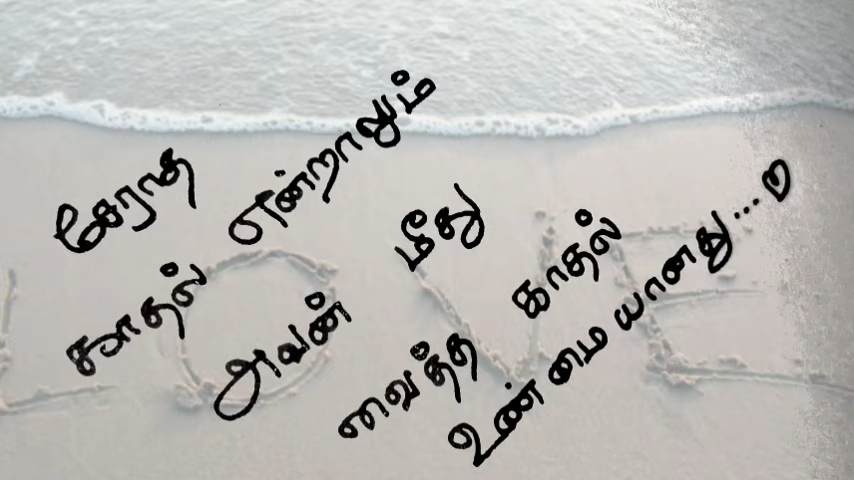 சேராத
காதல் என்றாலும்
அவன் மீது
வைத்த காதல்
உண்மையானது...♡
LOVE